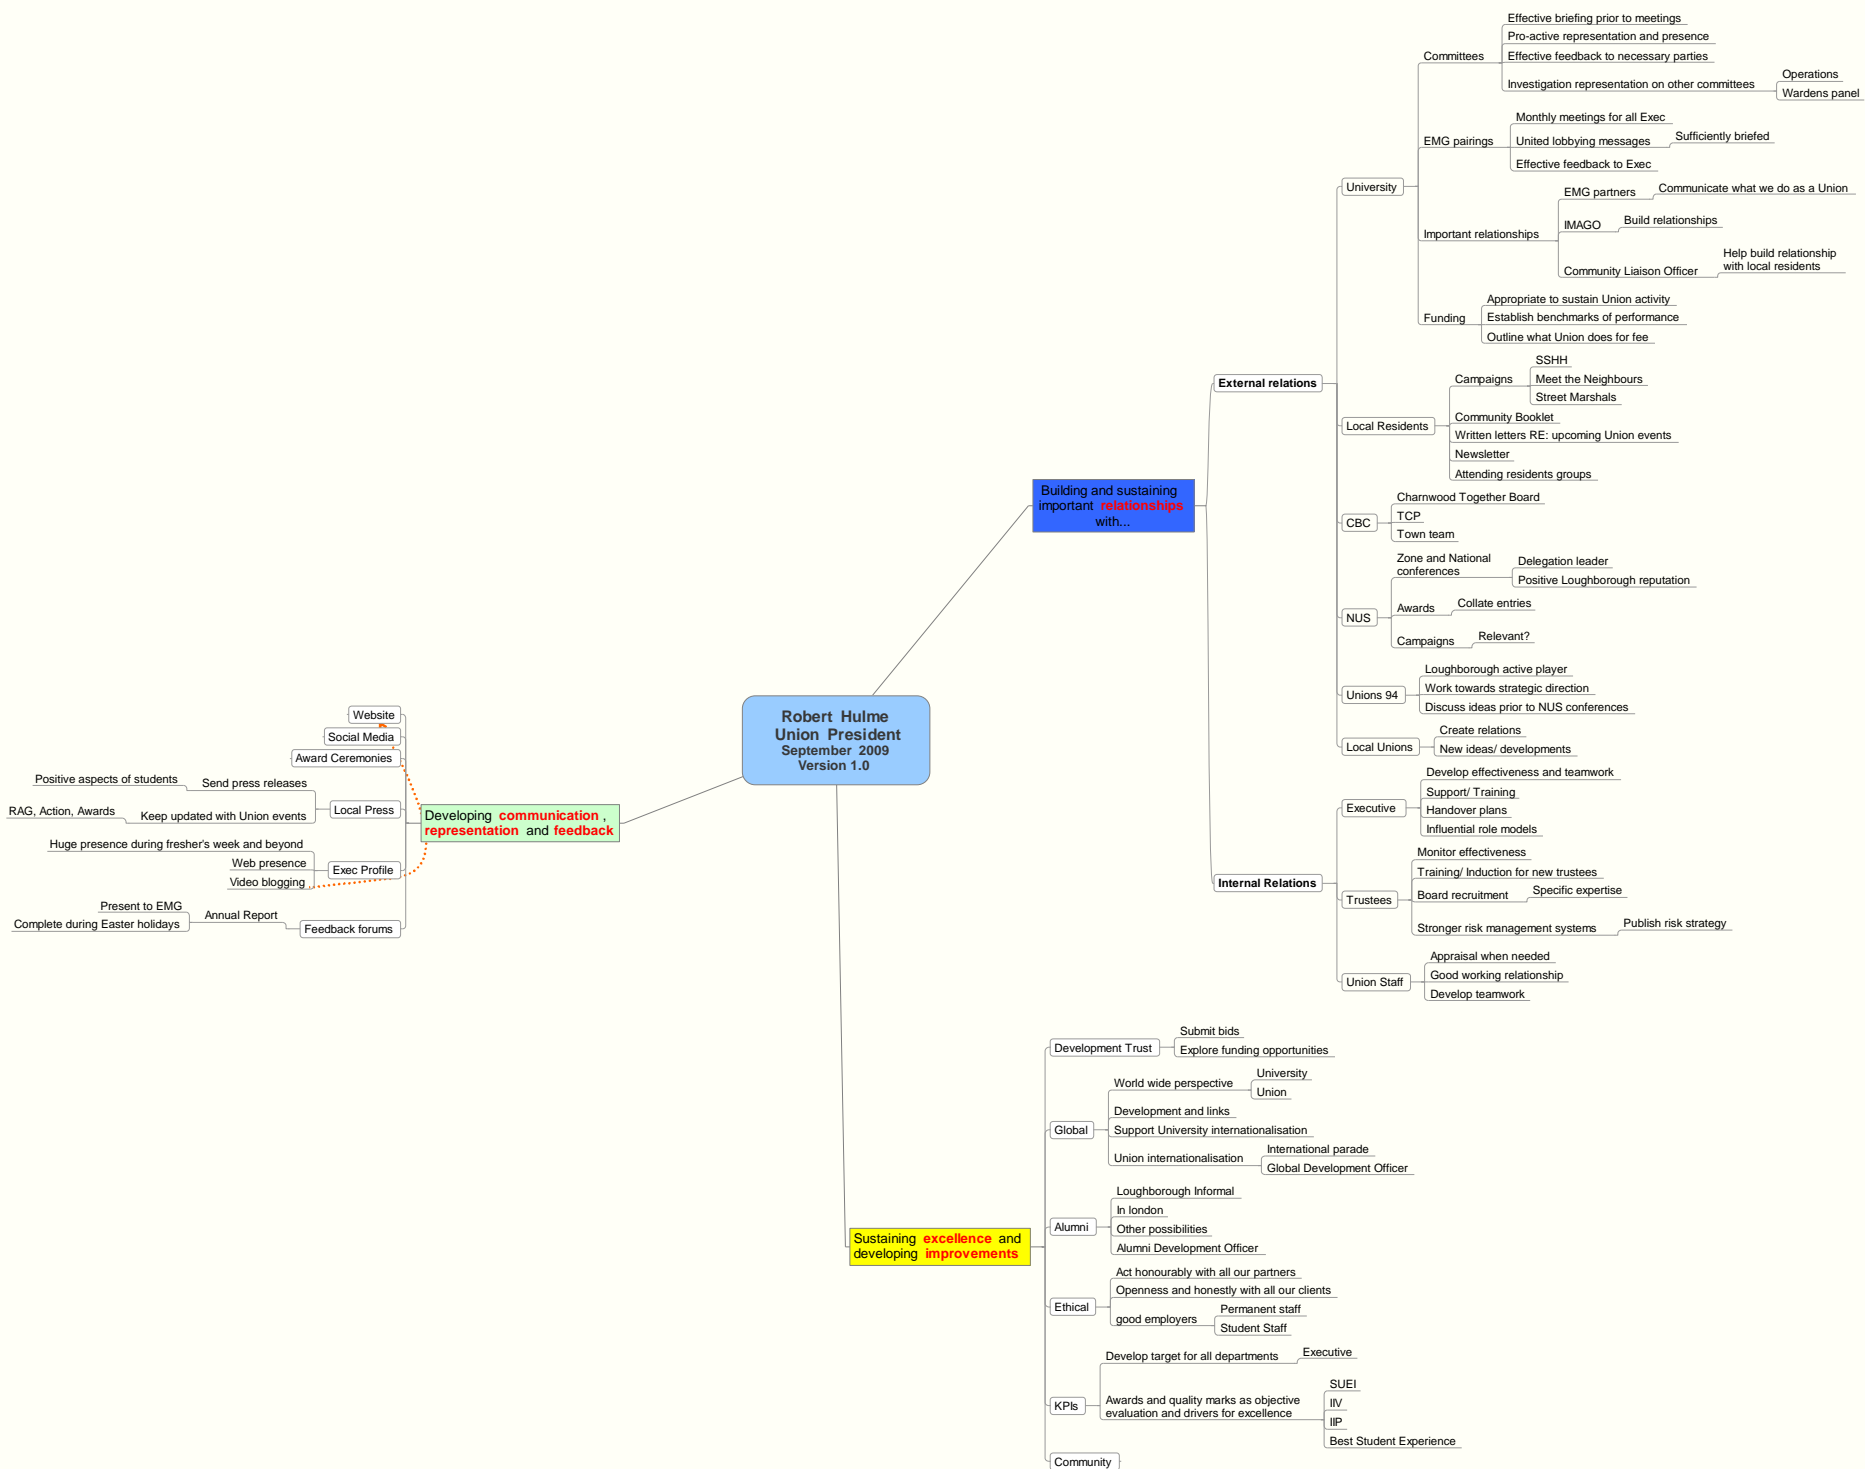 Robert Hulme
Union President
September 2009
Version 1.0
Building and sustaining
important relationships
with...
External relations
University
Committees
Effective briefing prior to meetings
Pro-active representation and presence
Effective feedback to necessary parties
Investigation representation on other committees
Operations
Wardens panel
EMG pairings
Monthly meetings for all Exec
United lobbying messages
Sufficiently briefed
Effective feedback to Exec
Important relationships
EMG partners
Communicate what we do as a Union
IMAGO
Build relationships
Community Liaison Officer
Help build relationship
with local residents
Funding
Appropriate to sustain Union activity
Establish benchmarks of performance
Outline what Union does for fee
Local Residents
Campaigns
SSHH
Meet the Neighbours
Street Marshals
Community Booklet
Written letters RE: upcoming Union events
Newsletter
Attending residents groups
CBC
Charnwood Together Board
TCP
Town team
NUS
Zone and National
conferences
Delegation leader
Positive Loughborough reputation
Awards
Collate entries
Campaigns
Relevant?
Unions 94
Loughborough active player
Work towards strategic direction
Discuss ideas prior to NUS conferences
Local Unions
Create relations
New ideas/ developments
Internal Relations
Executive
Develop effectiveness and teamwork
Support/ Training
Handover plans
Influential role models
Trustees
Monitor effectiveness
Training/ Induction for new trustees
Board recruitment
Specific expertise
Stronger risk management systems
Publish risk strategy
Union Staff
Appraisal when needed
Good working relationship
Develop teamwork
Sustaining excellence and
developing improvements
Development Trust
Submit bids
Explore funding opportunities
Global
World wide perspective
University
Union
Development and links
Support University internationalisation
Union internationalisation
International parade
Global Development Officer
Alumni
Loughborough Informal
In london
Other possibilities
Alumni Development Officer
Ethical
Act honourably with all our partners
Openness and honestly with all our clients
good employers
Permanent staff
Student Staff
KPIs
Develop target for all departments
Executive
Awards and quality marks as objective
evaluation and drivers for excellence
SUEI
IIV
IIP
Best Student Experience
Community
Developing communication ,
representation and feedback
Website
Social Media
Award Ceremonies
Local Press
Send press releases
Positive aspects of students
Keep updated with Union events
RAG, Action, Awards
Exec Profile
Huge presence during fresher's week and beyond
Web presence
Video blogging
Feedback forums
Annual Report
Present to EMG
Complete during Easter holidays